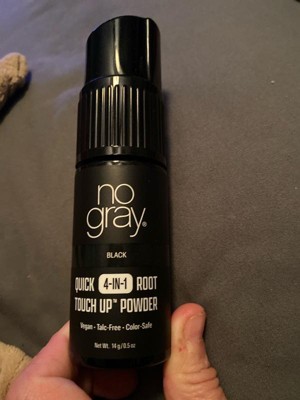 no
gray®
BLACK
QUICK 4-IN-1 ROOT
TOUCH UP™ POWDER
Vegan • Talc-Free • Color-Safe
Net Wt. 14g/0.5oz